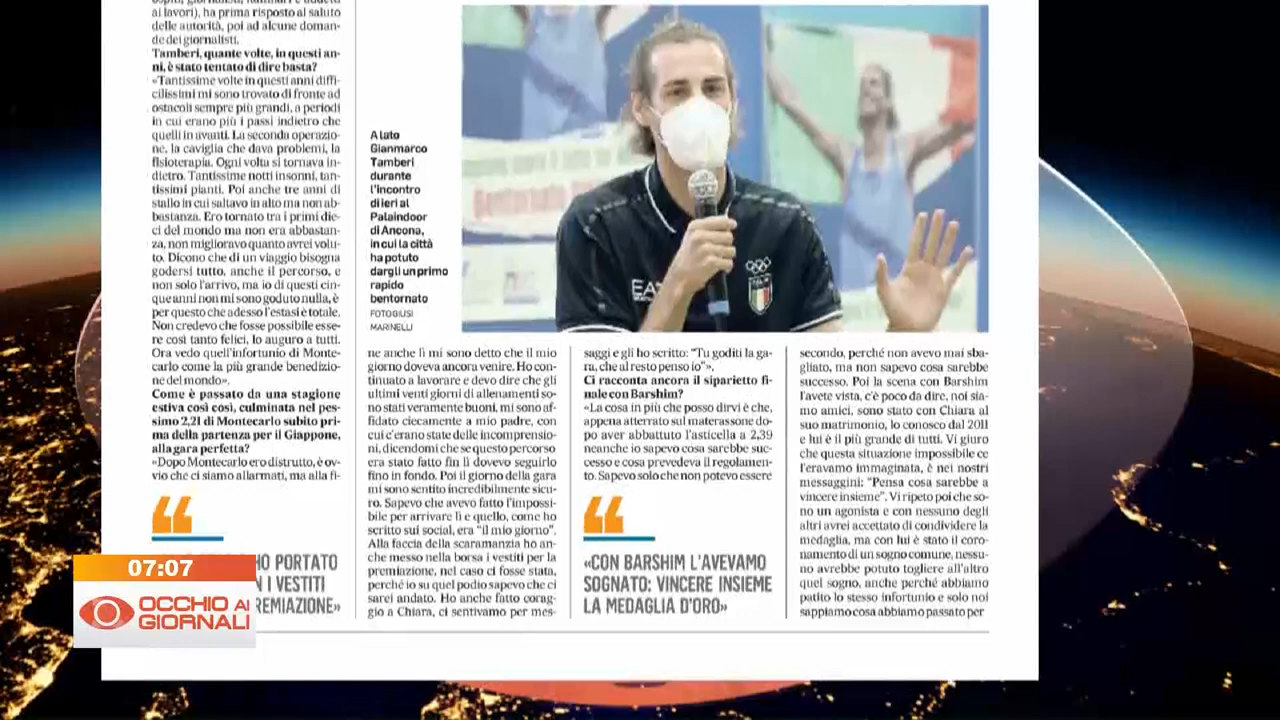 ai lavori), ha prima risposto al saluto
delle autorità, poi ad alcune doman-
de dei giornalisti.
Tamberi, quante volte, in questi an-
ni, è stato tentato di dire basta?
«Tantissime volte in questi anni diffi-
cilissimi mi sono trovato di fronte ad
ostacoli sempre più grandi, a periodi
in cui erano più i passi indietro che
quelli in avanti. La seconda operazio-
ne, la caviglia che dava problemi, la
fisioterapia. Ogni volta si tornava in-
dietro. Tantissime notti insonni, tan-
tissimi pianti. Poi anche tre anni di
stallo in cui saltavo in alto ma non ab-
bastanza. Ero tornato tra i primi die-
ci del mondo ma non era abbastan-
za, non miglioravo quanto avrei volu-
to. Dicono che di un viaggio bisogna
godersi tutto, anche il percorso, e
non solo l'arrivo, ma io di questi cin-
que anni non mi sono goduto nulla, è
per questo che adesso l'estasi è totale.
Non credevo che fosse possibile esse-
re così tanto felici, lo auguro a tutti.
Ora vedo quell'infortunio di Monte-
carlo come la più grande benedizio-
ne del mondo».
Come è passato da una stagione
estiva così così, culminata nel pes-
simo 2,21 di Montecarlo subito pri-
ma della partenza per il Giappone,
alla gara perfetta?
«Dopo Montecarlo ero distrutto, è ov-
vio che ci siamo allarmati, ma alla fi-
HO PORTATO
I VESTITI
REMIAZIONE»
A lato
Gianmarco
Tamberi
durante
l'incontro
di ieri al
Palaindoor
di Ancona,
in cui la città
ha potuto
dargli un primo
rapido
bentornato
FOTO GIUSI
MARINELLI
EA7
ITALIA
ne anche lì mi sono detto che il mio
giorno doveva ancora venire. Ho con-
tinuato a lavorare e devo dire che gli
ultimi venti giorni di allenamenti so-
no stati veramente buoni, mi sono af-
fidato ciecamente a mio padre, con
cui c'erano state delle incomprensio-
ni, dicendomi che se questo percorso
era stato fatto fin lì dovevo seguirlo
fino in fondo. Poi il giorno della gara
mi sono sentito incredibilmente sicu-
ro. Sapevo che avevo fatto l'impossi-
bile per arrivare lì e quello, come ho
scritto sui social, era "il mio giorno".
Alla faccia della scaramanzia ho an-
che messo nella borsa i vestiti per la
premiazione, nel caso ci fosse stata,
perché io su quel podio sapevo che ci
sarei andato. Ho anche fatto corag-
gio a Chiara, ci sentivamo per mes-
saggi e gli ho scritto: "Tu goditi la ga-
ra, che al resto penso io"».
Ci racconta ancora il siparietto fi-
nale con Barshim?
«La cosa in più che posso dirvi è che,
appena atterrato sul materassone do-
po aver abbattuto l'asticella a 2,39
neanche io sapevo cosa sarebbe suc-
cesso e cosa prevedeva il regolamen-
to. Sapevo solo che non potevo essere
«CON BARSHIM L'AVEVAMO
SOGNATO: VINCERE INSIEME
LA MEDAGLIA D'ORO»
secondo, perché non avevo mai sba-
gliato, ma non sapevo cosa sarebbe
successo. Poi la scena con Barshim
l'avete vista, c'è poco da dire, noi sia-
mo amici, sono stato con Chiara al
suo matrimonio, lo conosco dal 2011
e lui è il più grande di tutti. Vi giuro
che questa situazione impossibile ce
l'eravamo immaginata, è nei nostri
messaggini: "Pensa cosa sarebbe a
vincere insieme". Vi ripeto poi che so-
no un agonista e con nessuno degli
altri avrei accettato di condividere la
medaglia, ma con lui è stato il coro-
namento di un sogno comune, nessu-
no avrebbe potuto togliere all'altro
quel sogno, anche perché abbiamo
patito lo stesso infortunio e solo noi
sappiamo cosa abbiamo passato per
07:07
OCCHIO AI
GIORNALI